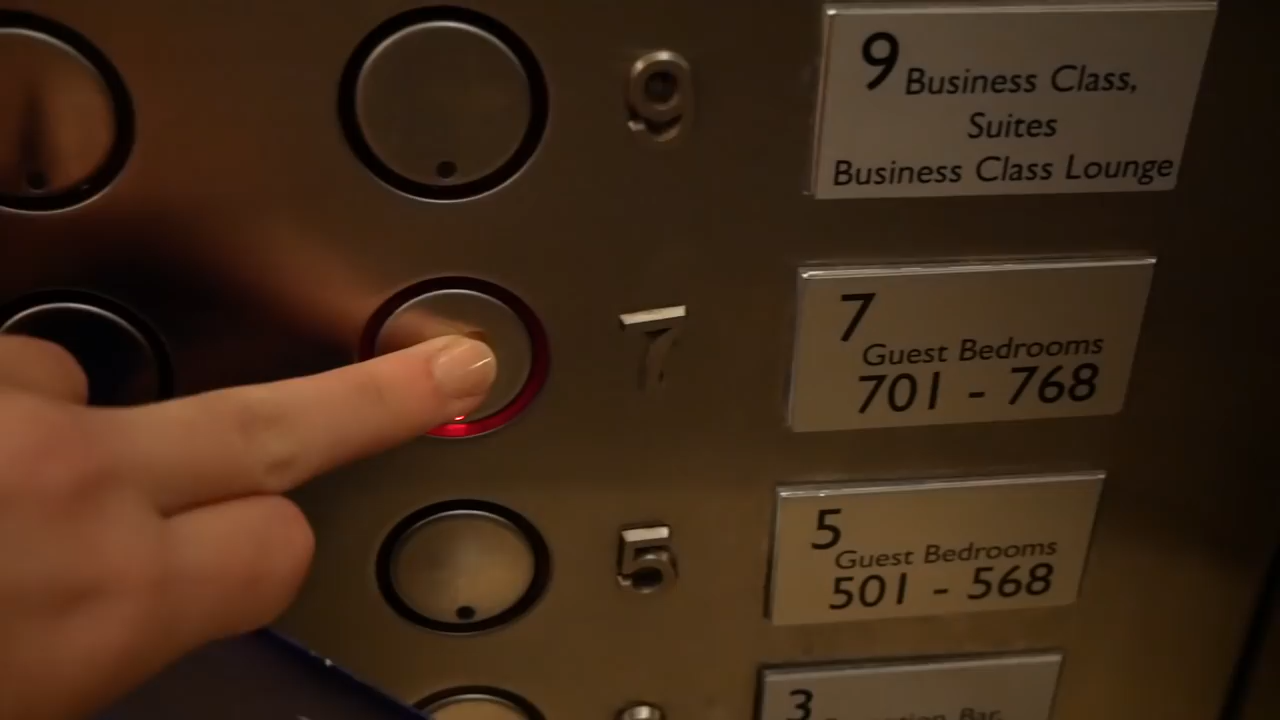 9
9 Business Class,
Suites
Business Class Lounge
7
7
Guest Bedrooms
701 - 768
5
5
Guest Bedrooms
501 - 568
3
Bar,